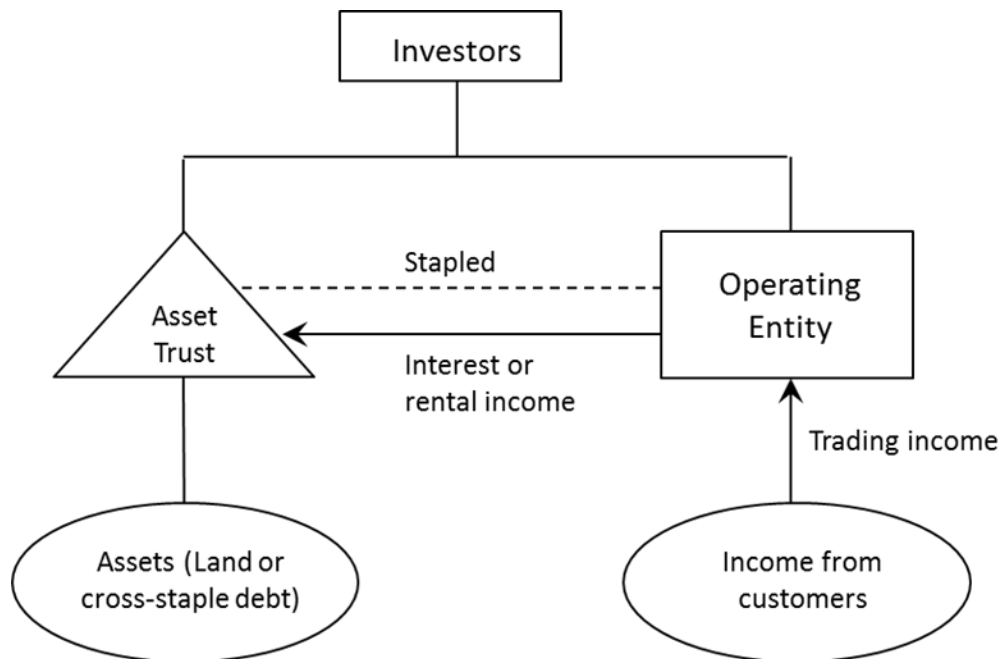 Investors
Stapled
Operating
Entity
Asset
Trust
Interest or
rental income
Trading income
Assets (Land or
cross-staple debt)
Income from
customers